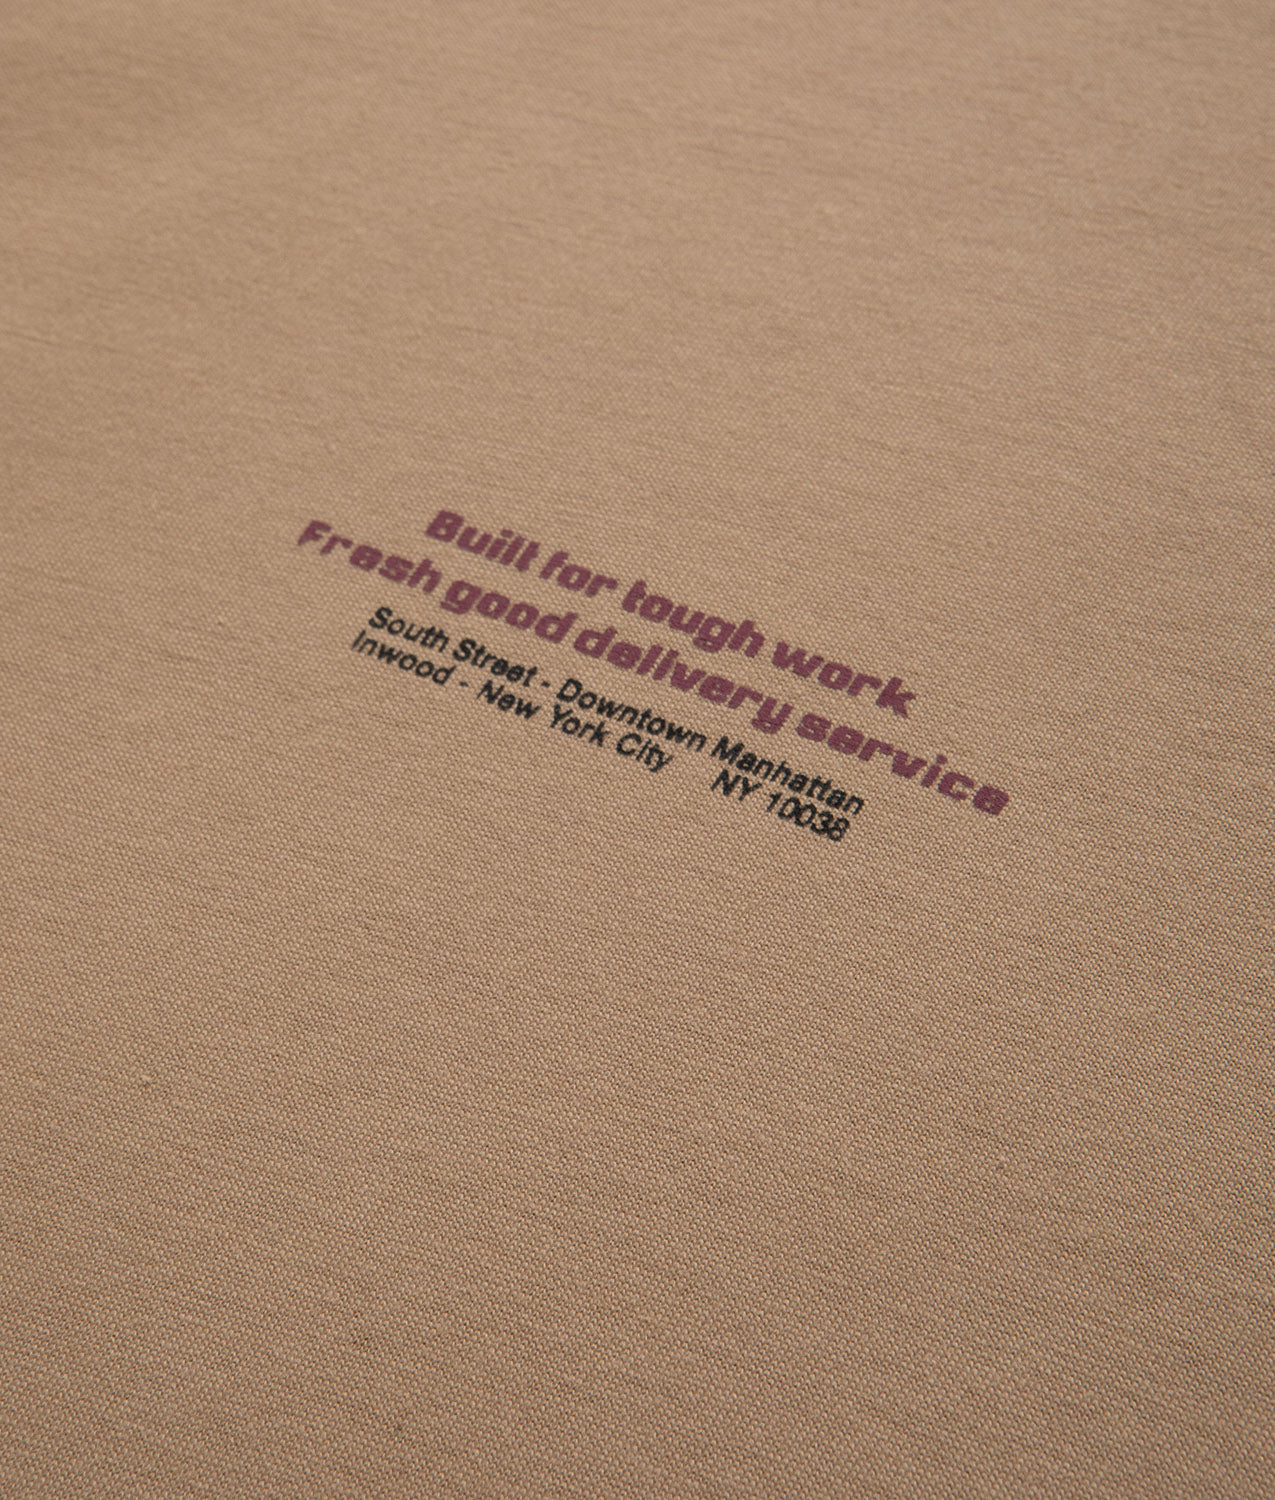 Built for tough work
Fresh good delivery service
South Street - Downtown Manhattan
Inwood - New York City NY 10038